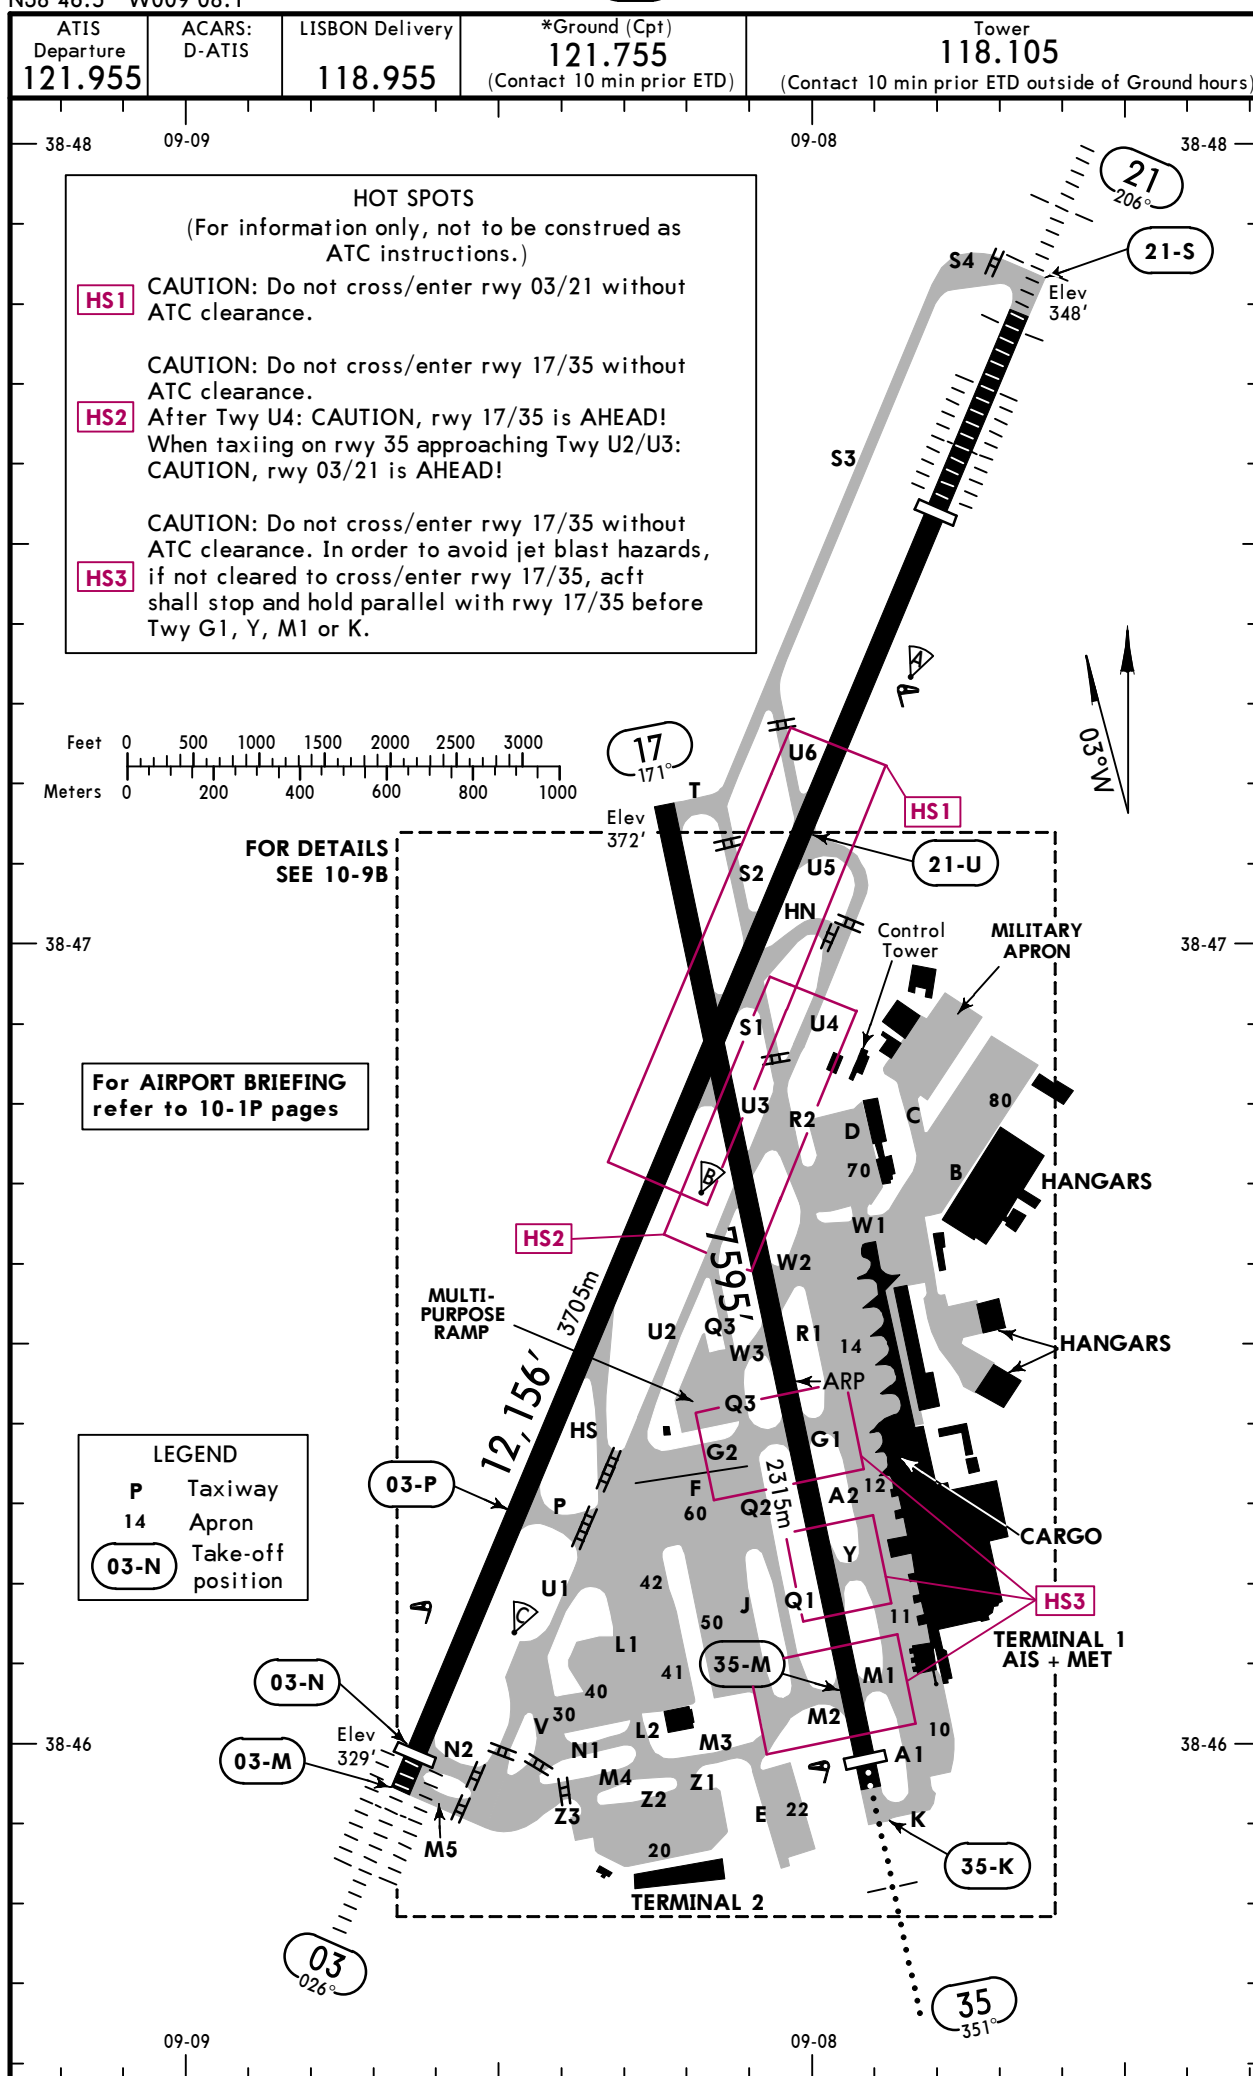 ATIS
Departure
121.955
ACARS:
D-ATIS
LISBON Delivery
118.955
*Ground (Cpt)
121.755
(Contact 10 min prior ETD)
Tower
118.105
(Contact 10 min prior ETD outside of Ground hours)
38-48
09-09
09-08
38-48
HOT SPOTS
(For information only, not to be construed as
ATC instructions.)
HS1
CAUTION: Do not cross/enter rwy 03/21 without
ATC clearance.
HS2
CAUTION: Do not cross/enter rwy 17/35 without
ATC clearance.
After Twy U4: CAUTION, rwy 17/35 is AHEAD!
When taxiing on rwy 35 approaching Twy U2/U3:
CAUTION, rwy 03/21 is AHEAD!
HS3
CAUTION: Do not cross/enter rwy 17/35 without
ATC clearance. In order to avoid jet blast hazards,
if not cleared to cross/enter rwy 17/35, acft
shall stop and hold parallel with rwy 17/35 before
Twy G1, Y, M1 or K.
21
206°
21-S
S4
Elev
348'
S3
A
03°W
Feet 0 500 1000 1500 2000 2500 3000
Meters 0 200 400 600 800 1000
17
171°
T
U6
HS1
Elev
372'
FOR DETAILS
SEE 10-9B
S2
U5
21-U
HN
38-47
Control
Tower
MILITARY
APRON
38-47
S1
U4
For AIRPORT BRIEFING
refer to 10-1P pages
U3
R2
D
C
80
70
B
HANGARS
B
W1
HS2
7595'
W2
MULTI-
PURPOSE
RAMP
3705m
U2
Q3
R1
W3
14
HANGARS
ARP
12,156'
Q3
HS
G2
G1
LEGEND
P Taxiway
14 Apron
03-N Take-off
position
03-P
F
2315m
12
A2
P
60
Q2
CARGO
Y
U1
42
J
Q1
HS3
C
50
11
TERMINAL 1
AIS + MET
L1
35-M
41
M1
03-N
40
30
V
L2
M2
10
38-46
Elev
329'
N2
N1
M3
A1
38-46
03-M
M4
Z1
Z2
Z3
E
22
K
M5
20
35-K
TERMINAL 2
03
026°
35
351°
09-09
09-08